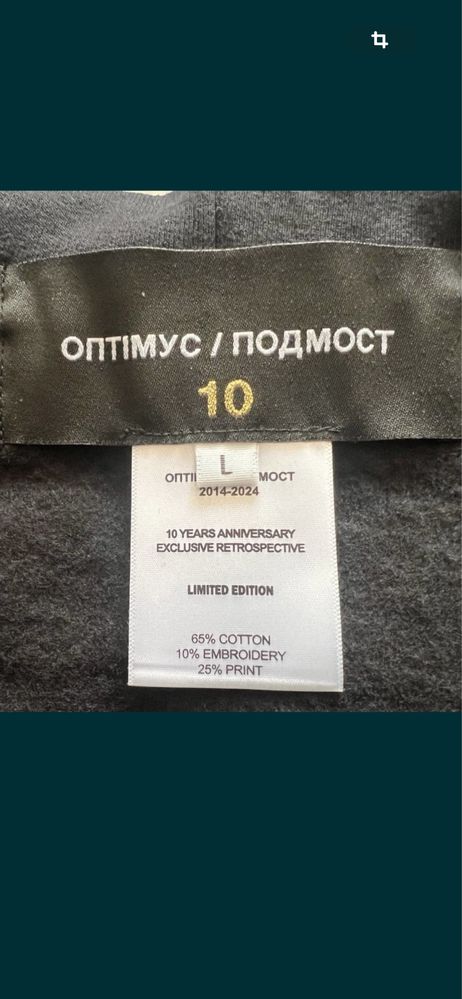 ОПТІМУС / ПОДМОСТ
10
L
ОПТІ МОСТ
2014-2024
10 YEARS ANNIVERSARY
EXCLUSIVE RETROSPECTIVE
LIMITED EDITION
65% COTTON
10% EMBROIDERY
25% PRINT